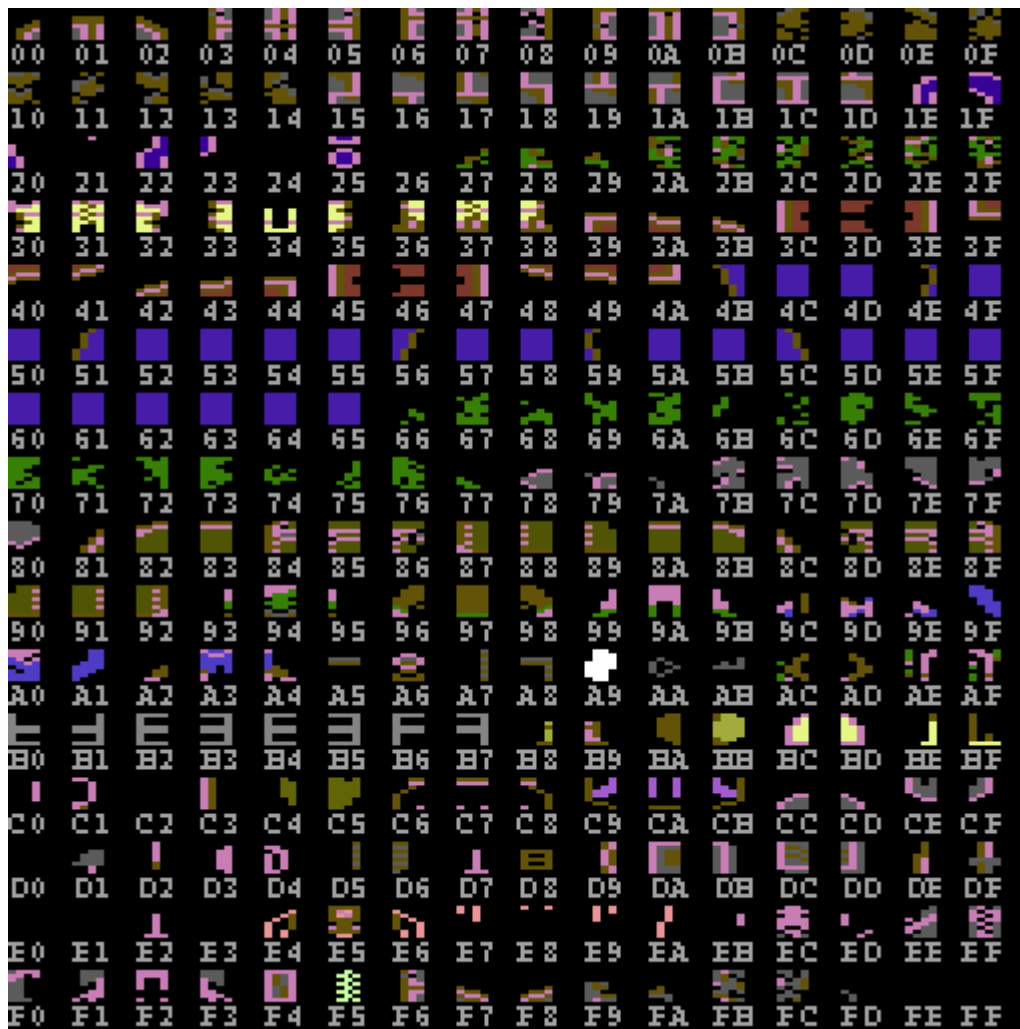 00 01 02 03 04 05 06 07 08 09 0A 0B 0C 0D 0E 0F
10 11 12 13 14 15 16 17 18 19 1A 1B 1C 1D 1E 1F
20 21 22 23 24 25 26 27 28 29 2A 2B 2C 2D 2E 2F
30 31 32 33 34 35 36 37 38 39 3A 3B 3C 3D 3E 3F
40 41 42 43 44 45 46 47 48 49 4A 4B 4C 4D 4E 4F
50 51 52 53 54 55 56 57 58 59 5A 5B 5C 5D 5E 5F
60 61 62 63 64 65 66 67 68 69 6A 6B 6C 6D 6E 6F
70 71 72 73 74 75 76 77 78 79 7A 7B 7C 7D 7E 7F
80 81 82 83 84 85 86 87 88 89 8A 8B 8C 8D 8E 8F
90 91 92 93 94 95 96 97 98 99 9A 9B 9C 9D 9E 9F
A0 A1 A2 A3 A4 A5 A6 A7 A8 A9 AA AB AC AD AE AF
B0 B1 B2 B3 B4 B5 B6 B7 B8 B9 BA BB BC BD BE BF
C0 C1 C2 C3 C4 C5 C6 C7 C8 C9 CA CB CC CD CE CF
D0 D1 D2 D3 D4 D5 D6 D7 D8 D9 DA DB DC DD DE DF
E0 E1 E2 E3 E4 E5 E6 E7 E8 E9 EA EB EC ED EE EF
F0 F1 F2 F3 F4 F5 F6 F7 F8 F9 FA FB FC FD FE FF